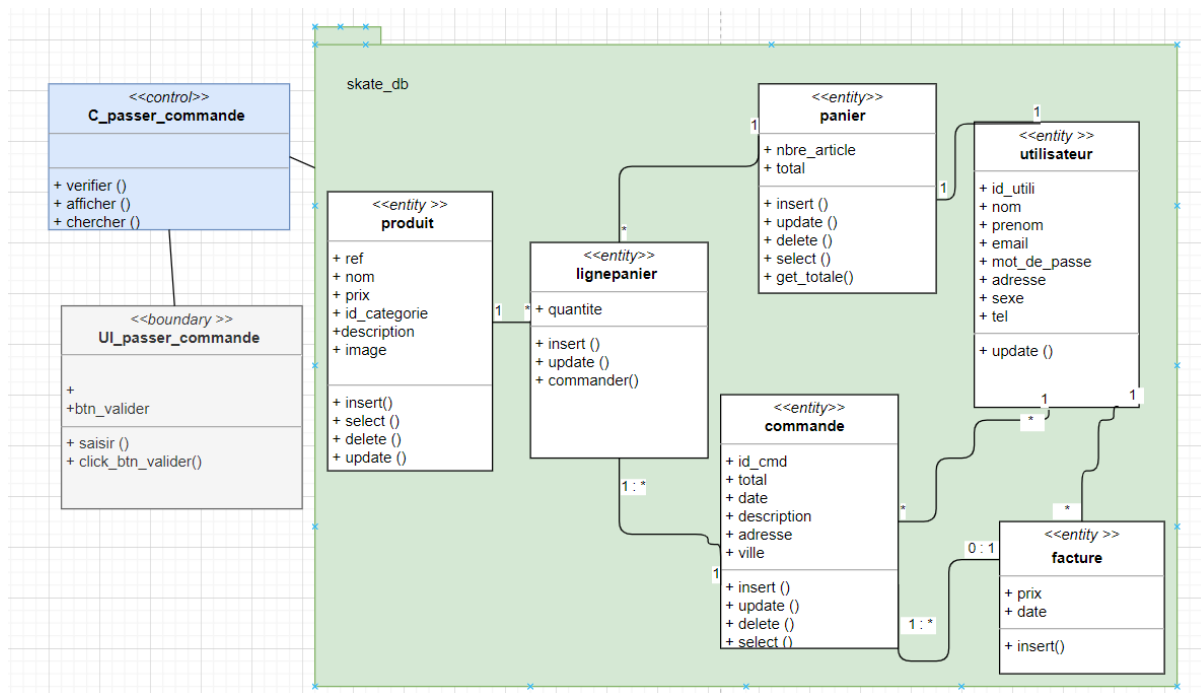 skate_db
<<control>>
C_passer_commande
+ verifier ()
+ afficher ()
+ chercher ()
<<boundary >>
UI_passer_commande
+
+btn_valider
+ saisir ()
+ click_btn_valider()
<<entity >>
produit
+ ref
+ nom
+ prix
+ id_categorie
+description
+ image
+ insert()
+ select ()
+ delete ()
+ update ()
1
*
<<entity>>
lignepanier
+ quantite
+ insert ()
+ update ()
+ commander()
*
1
1 : *
1
<<entity>>
panier
+ nbre_article
+ total
+ insert ()
+ update ()
+ delete ()
+ select ()
+ get_totale()
1
1
<<entity >>
utilisateur
+ id_utili
+ nom
+ prenom
+ email
+ mot_de_passe
+ adresse
+ sexe
+ tel
+ update ()
1
*
*
1
*
<<entity>>
commande
+ id_cmd
+ total
+ date
+ description
+ adresse
+ ville
+ insert ()
+ update ()
+ delete ()
+ select ()
0 : 1
1 : *
<<entity >>
facture
+ prix
+ date
+ insert()